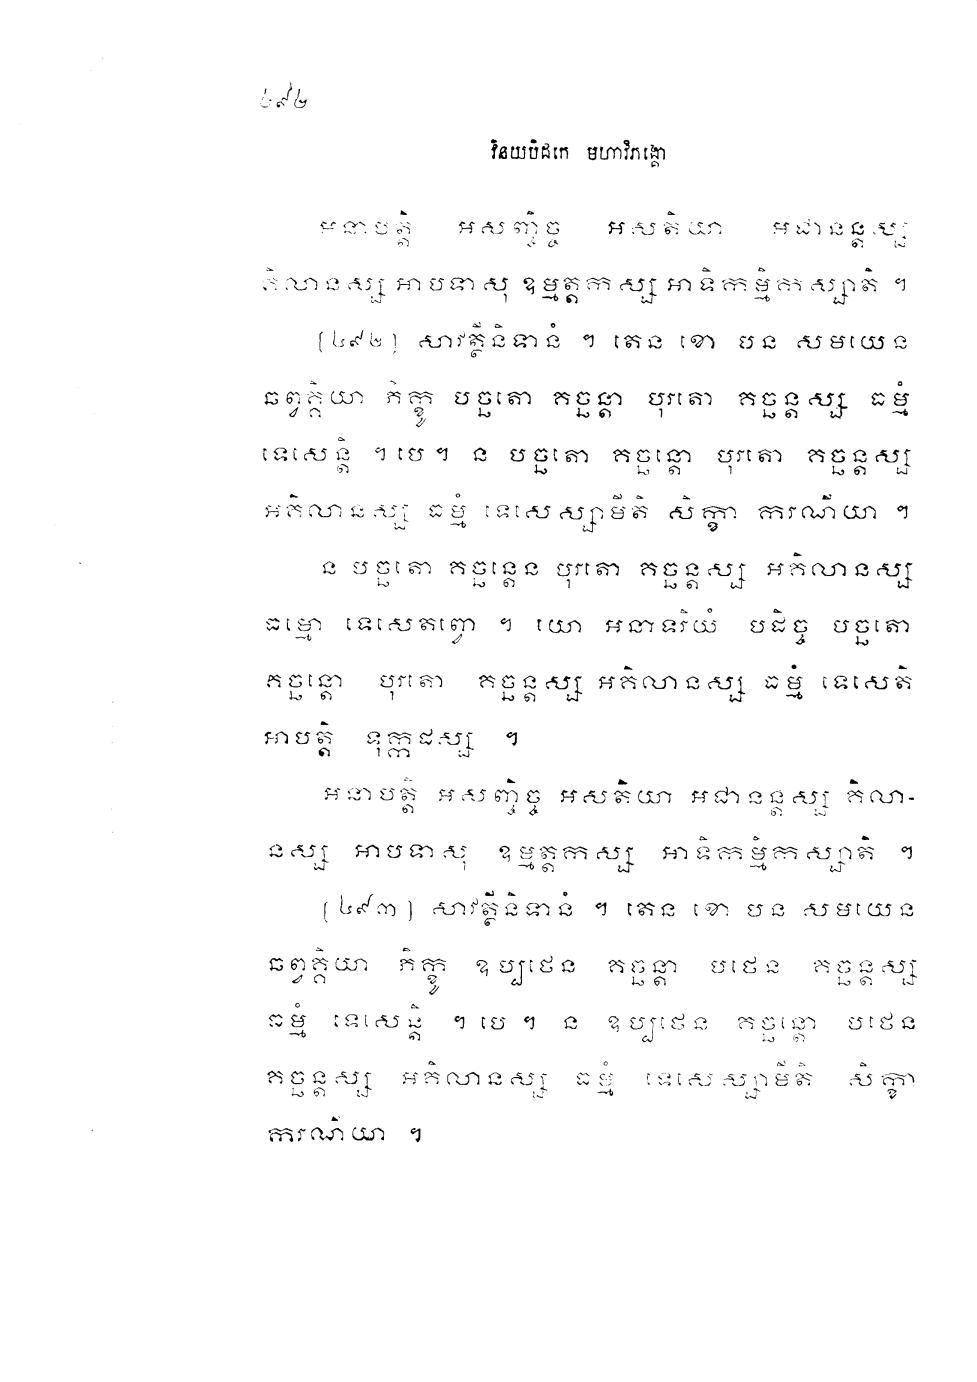 ៤៩២
វិនយបិដកេ មហាវិភង្គោ
អនាបត្តិ អសញ្ចិច្ច អសតិយា អជានន្តស្ស
គិលានស្ស អាបទាសុ ឧម្មត្តកស្ស អាទិកម្មិកស្សាតិ ។
(៤៩២) សាវត្ថីនិទានំ ។ តេន ខោ បន សមយេន
ឆព្វគ្គិយា ភិក្ខូ បច្ឆតោ គច្ឆន្តា បុរតោ គច្ឆន្តស្ស ធម្មំ
ទេសេន្តិ ។ បេ ។ ន បច្ឆតោ គច្ឆន្តោ បុរតោ គច្ឆន្តស្ស
អគិលានស្ស ធម្មំ ទេសេស្សាមីតិ សិក្ខា ករណីយា ។
ន បច្ឆតោ គច្ឆន្តេន បុរតោ គច្ឆន្តស្ស អគិលានស្ស
ធម្មោ ទេសេតព្វោ ។ យោ អនាទរិយំ បដិច្ច បច្ឆតោ
គច្ឆន្តោ បុរតោ គច្ឆន្តស្ស អគិលានស្ស ធម្មំ ទេសេតិ
អាបត្តិ ទុក្កដស្ស ។
អនាបត្តិ អសញ្ចិច្ច អសតិយា អជានន្តស្ស គិលា-
នស្ស អាបទាសុ ឧម្មត្តកស្ស អាទិកម្មិកស្សាតិ ។
(៤៩៣) សាវត្ថីនិទានំ ។ តេន ខោ បន សមយេន
ឆព្វគ្គិយា ភិក្ខូ ឧប្បថេន គច្ឆន្តា បថេន គច្ឆន្តស្ស
ធម្មំ ទេសេន្តិ ។ បេ ។ ន ឧប្បថេន គច្ឆន្តោ បថេន
គច្ឆន្តស្ស អគិលានស្ស ធម្មំ ទេសេស្សាមីតិ សិក្ខា
ករណីយា ។